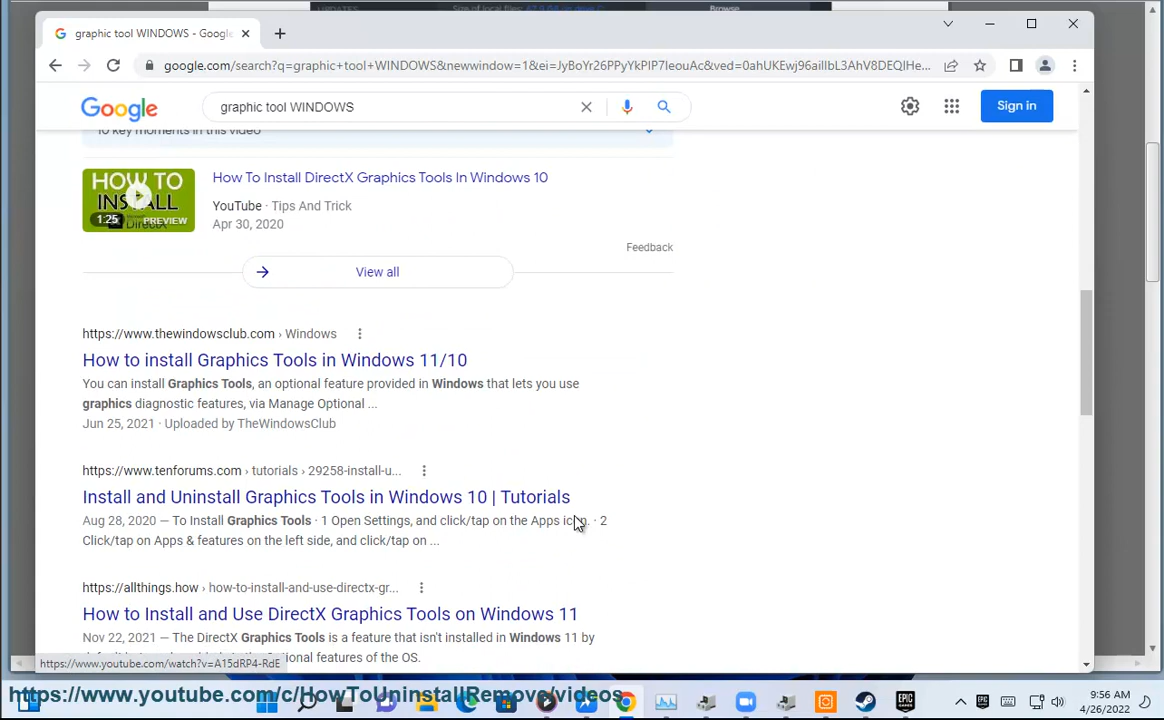 UPDATES
Browse
graphic tool WINDOWS - Google
google.com/search?q=graphic+tool+WINDOWS&newwindow=1&ei=JyBoYr26PPyYkPIP7IeouAc&ved=0ahUKEwj96aillbL3AhV8DEQIHe...
Google
graphic tool WINDOWS
Sign in
10 key moments in this video
HOW TO
INSTALL
1:25
PREVIEW
DirectX
How To Install DirectX Graphics Tools In Windows 10
YouTube · Tips And Trick
Apr 30, 2020
Feedback
View all
https://www.thewindowsclub.com › Windows
How to install Graphics Tools in Windows 11/10
You can install Graphics Tools, an optional feature provided in Windows that lets you use
graphics diagnostic features, via Manage Optional ...
Jun 25, 2021 · Uploaded by TheWindowsClub
https://www.tenforums.com › tutorials › 29258-install-u...
Install and Uninstall Graphics Tools in Windows 10 | Tutorials
Aug 28, 2020 — To Install Graphics Tools · 1 Open Settings, and click/tap on the Apps icon. · 2
Click/tap on Apps & features on the left side, and click/tap on ...
https://allthings.how › how-to-install-and-use-directx-gr...
How to Install and Use DirectX Graphics Tools on Windows 11
Nov 22, 2021 — The DirectX Graphics Tools is a feature that isn't installed in Windows 11 by
Optional features of the OS.
https://www.youtube.com/watch?v=A15dRP4-RdE
https://www.youtube.com/c/HowToUninstallRemove/videos
EPIC
GAMES
9:56 AM
4/26/2022